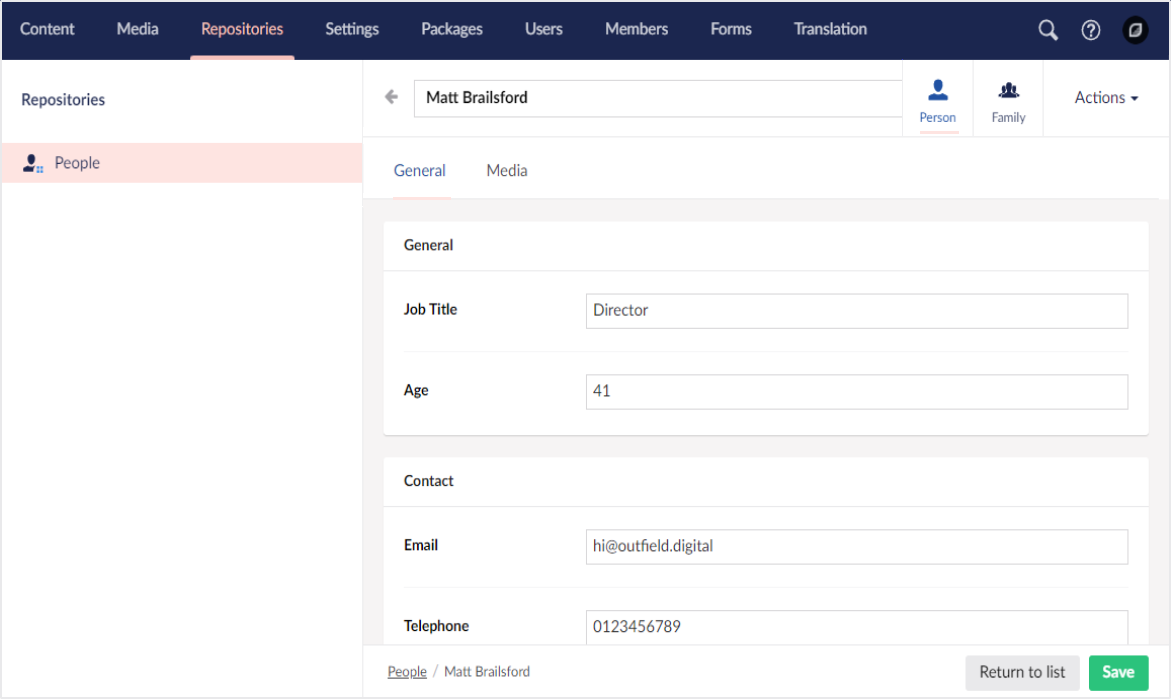 Content Media Repositories Settings Packages Users Members Forms Translation
Repositories
People
Matt Brailsford
Person
Family
Actions
General Media
General
Job Title Director
Age 41
Contact
Email hi@outfield.digital
Telephone 0123456789
People / Matt Brailsford
Return to list Save